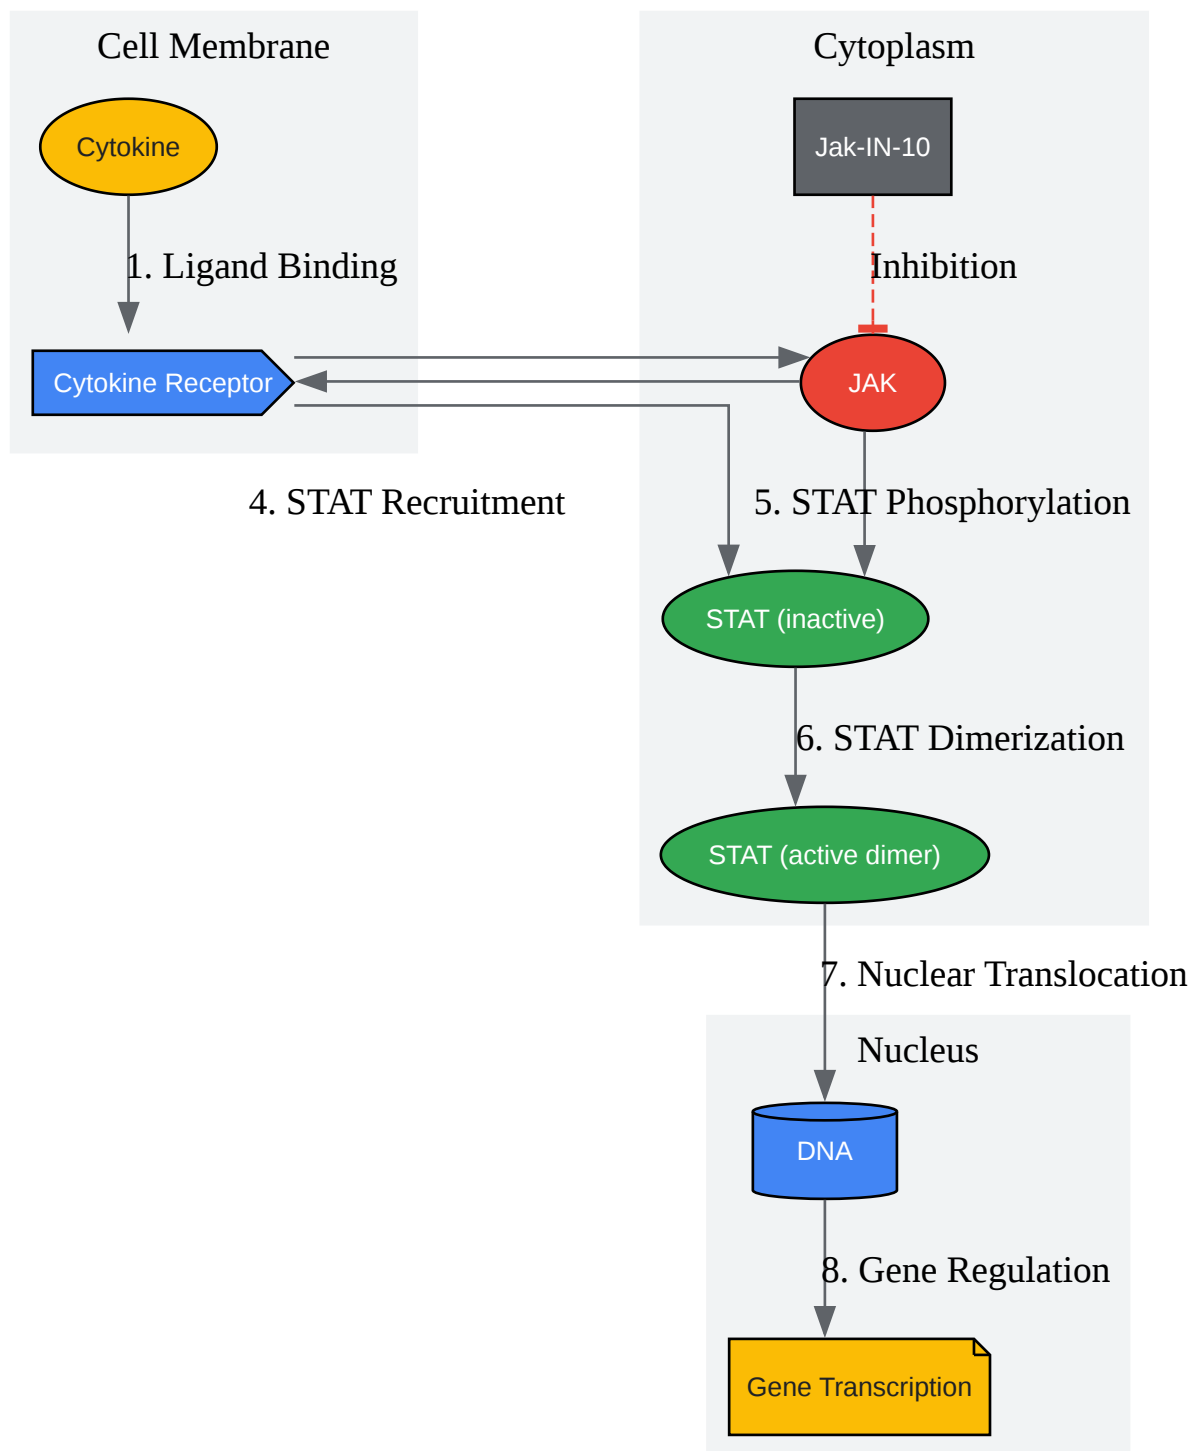 Cell Membrane
Cytoplasm
Cytokine
Jak-IN-10
1. Ligand Binding
Inhibition
Cytokine Receptor
JAK
4. STAT Recruitment
5. STAT Phosphorylation
STAT (inactive)
6. STAT Dimerization
STAT (active dimer)
7. Nuclear Translocation
Nucleus
DNA
8. Gene Regulation
Gene Transcription